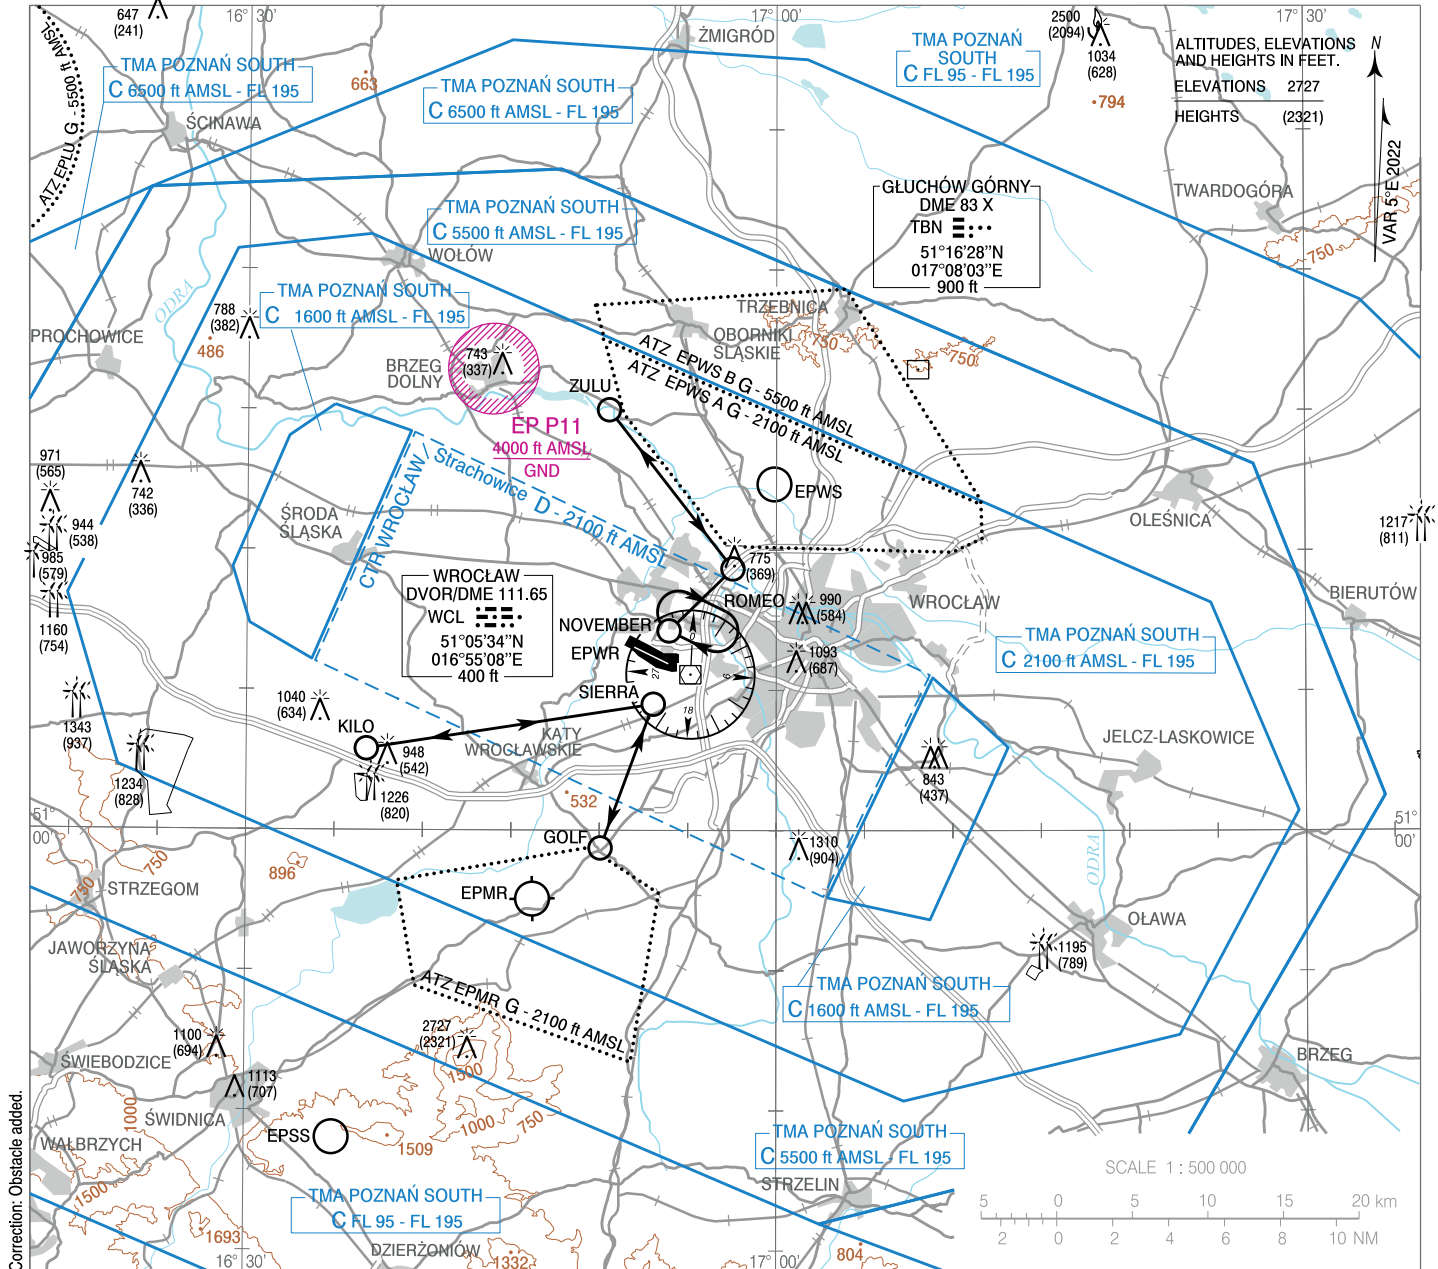 647
(241)
16° 30'
17° 00'
17° 30'
2500
(2094)
1034
(628)
ALTITUDES, ELEVATIONS
AND HEIGHTS IN FEET.
ELEVATIONS 2727
HEIGHTS (2321)
N
VAR 5°E 2022
ATZ EPLU G - 5500 ft AMSL
TMA POZNAŃ SOUTH
C 6500 ft AMSL - FL 195
663
TMA POZNAŃ SOUTH
C 6500 ft AMSL - FL 195
ŻMIGRÓD
TMA POZNAŃ
SOUTH
C FL 95 - FL 195
794
ŚCINAWA
TWARDOGÓRA
750
GŁUCHÓW GÓRNY
DME 83 X
TBN
51°16'28''N
017°08'03''E
900 ft
TMA POZNAŃ SOUTH
C 5500 ft AMSL - FL 195
WOŁÓW
ODRA
TMA POZNAŃ SOUTH
C 1600 ft AMSL - FL 195
788
(382)
486
PROCHOWICE
TRZEBNICA
OBORNIKI
ŚLĄSKIE
750
750
BRZEG
DOLNY
743
(337)
ZULU
ATZ EPWS B G - 5500 ft AMSL
ATZ EPWS A G - 2100 ft AMSL
EP P11
4000 ft AMSL
GND
971
(565)
742
(336)
944
(538)
985
(579)
1160
(754)
ŚRODA
ŚLĄSKA
CTR WROCŁAW / Strachowice D - 2100 ft AMSL
EPWS
OLEŚNICA
1217
(811)
BIERUTÓW
775
(369)
WROCŁAW
DVOR/DME 111.65
WCL
51°05'34''N
016°55'08''E
400 ft
ROMEO
990
(584)
WROCŁAW
NOVEMBER
EPWR
0
9
18
27
1093
(687)
TMA POZNAŃ SOUTH
C 2100 ft AMSL - FL 195
SIERRA
1040
(634)
KILO
1343
(937)
948
(542)
KĄTY
WROCŁAWSKIE
JELCZ-LASKOWICE
1234
(828)
1226
(820)
843
(437)
532
51°
00'
51°
00'
GOLF
1310
(904)
ODRA
750
750
896
STRZEGOM
EPMR
OŁAWA
JAWORZYNA
ŚLĄSKA
1195
(789)
ATZ EPMR G - 2100 ft AMSL
TMA POZNAŃ SOUTH
C 1600 ft AMSL - FL 195
1100
(694)
2727
(2321)
1500
ŚWIEBODZICE
BRZEG
1113
(707)
1000
ŚWIDNICA
EPSS
1509
1000
750
WAŁBRZYCH
TMA POZNAŃ SOUTH
C 5500 ft AMSL - FL 195
SCALE 1 : 500 000
STRZELIN
1500
TMA POZNAŃ SOUTH
C FL 95 - FL 195
5 0 5 10 15 20 km
2 0 2 4 6 8 10 NM
1693
DZIERŻONIÓW
1332
804
16° 30'
17° 00'
Correction: Obstacle added.